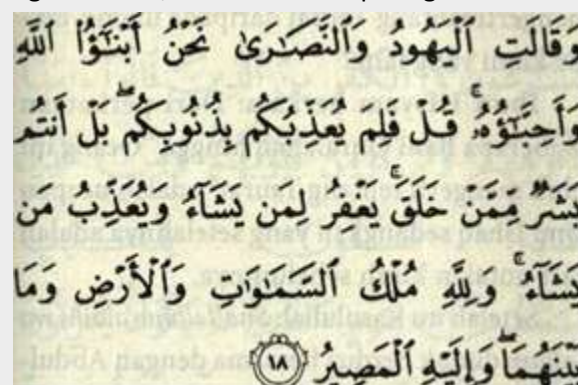 وَقَالَتِ ٱلْيَهُودُ وَٱلنَّصَـٰرَىٰ نَحْنُ أَبْنَـٰٓؤُا۟ ٱللَّهِ
وَأَحِبَّـٰٓؤُهُۥ ۚ قُلْ فَلِمَ يُعَذِّبُكُم بِذُنُوبِكُم ۖ بَلْ أَنتُم
بَشَرٌ مِّمَّنْ خَلَقَ ۚ يَغْفِرُ لِمَن يَشَآءُ وَيُعَذِّبُ مَن
يَشَآءُ ۚ وَلِلَّهِ مُلْكُ ٱلسَّمَـٰوَٰتِ وَٱلْأَرْضِ وَمَا
بَيْنَهُمَا ۖ وَإِلَيْهِ ٱلْمَصِيرُ ﴿١٨﴾